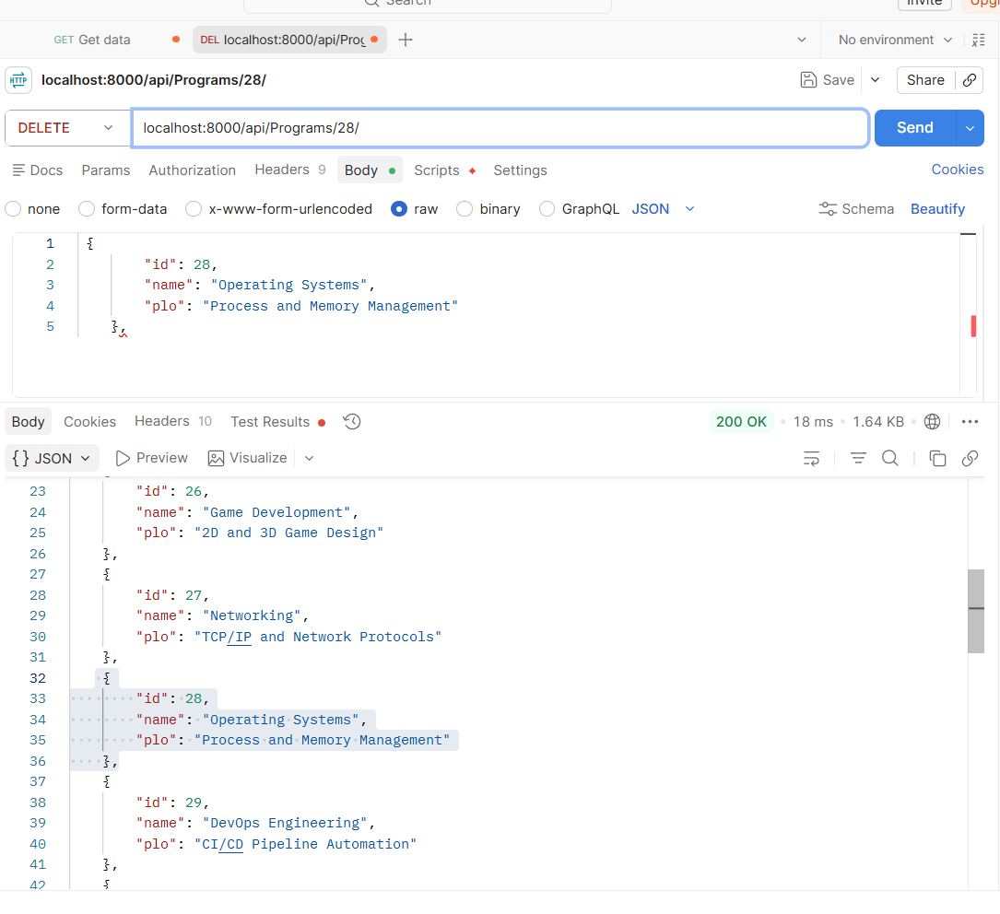 Search
Invite
Upgr
GET Get data
DEL localhost:8000/api/Prog
No environment
HTTP localhost:8000/api/Programs/28/
Save
Share
DELETE
localhost:8000/api/Programs/28/
Send
Docs Params Authorization Headers 9 Body Scripts Settings
Cookies
none form-data x-www-form-urlencoded raw binary GraphQL JSON
Schema Beautify
1 {
2 "id": 28,
3 "name": "Operating Systems",
4 "plo": "Process and Memory Management"
5 },
Body Cookies Headers 10 Test Results
200 OK • 18 ms • 1.64 KB
{} JSON Preview Visualize
23 "id": 26,
24 "name": "Game Development",
25 "plo": "2D and 3D Game Design"
26 },
27 {
28 "id": 27,
29 "name": "Networking",
30 "plo": "TCP/IP and Network Protocols"
31 },
32 {
33 "id": 28,
34 "name": "Operating Systems",
35 "plo": "Process and Memory Management"
36 },
37 {
38 "id": 29,
39 "name": "DevOps Engineering",
40 "plo": "CI/CD Pipeline Automation"
41 },
42 {